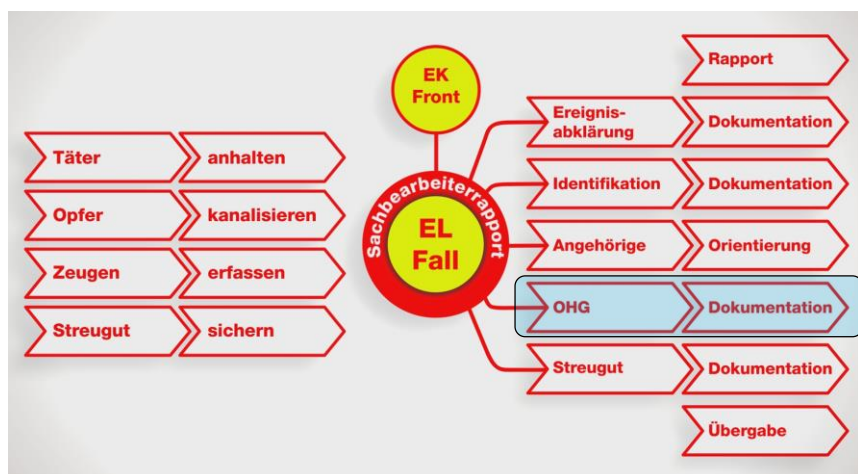 Täter
anhalten
Opfer
kanalisieren
Zeugen
erfassen
Streugut
sichern
EK
Front
Sachbearbeiterrapport
EL
Fall
Rapport
Ereignis-
abklärung
Dokumentation
Identifikation
Dokumentation
Angehörige
Orientierung
OHG
Dokumentation
Streugut
Dokumentation
Übergabe